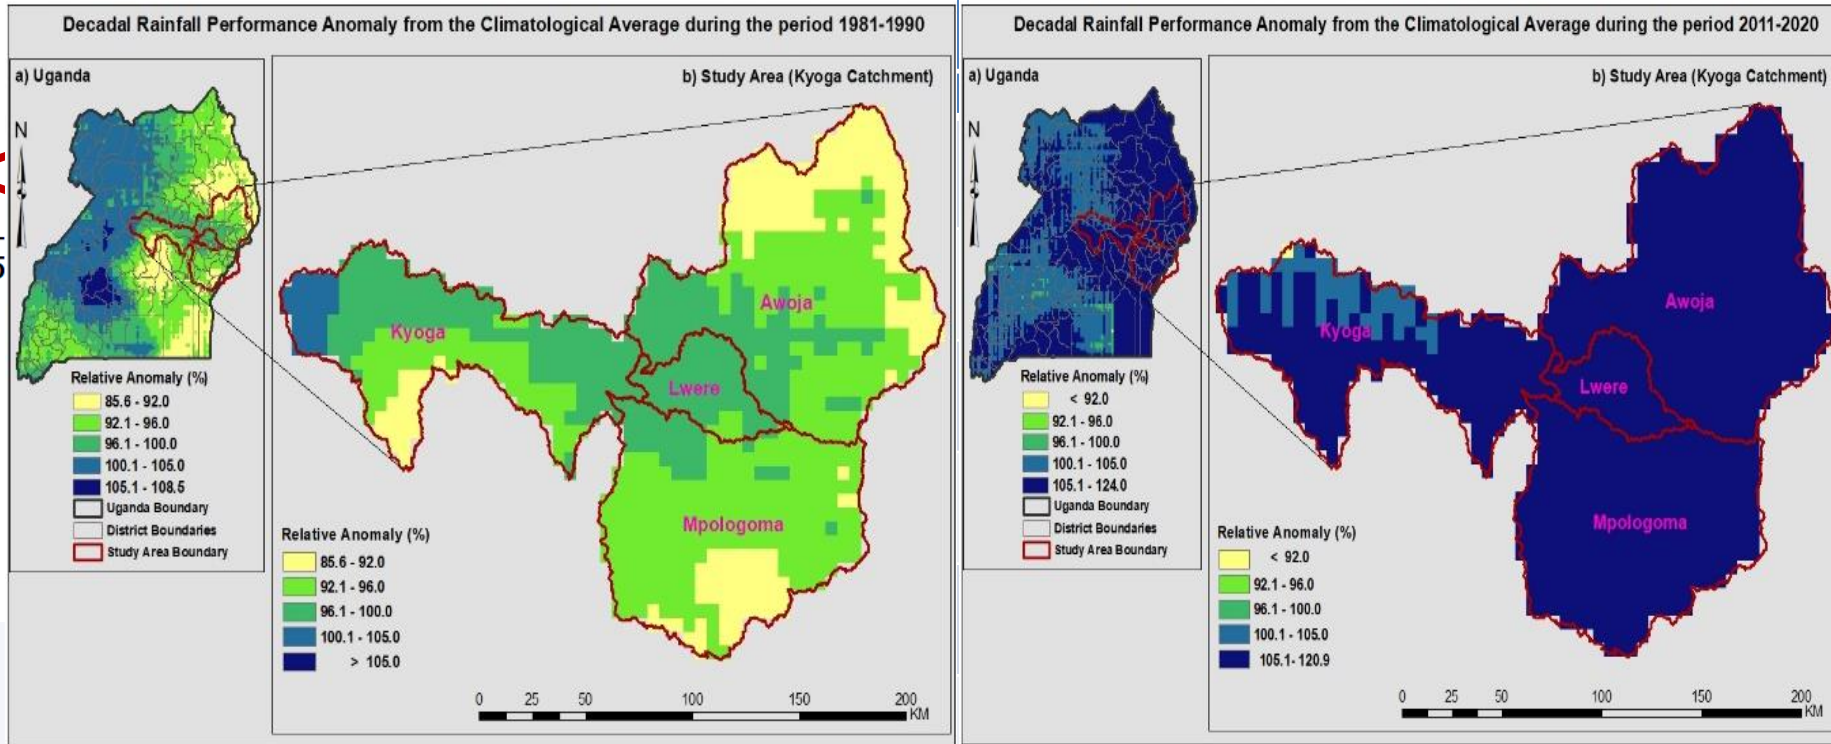 Decadal Rainfall Performance Anomaly from the Climatological Average during the period 1981-1990
a) Uganda
N
Relative Anomaly (%)
85.6 - 92.0
92.1 - 96.0
96.1 - 100.0
100.1 - 105.0
105.1 - 108.5
Uganda Boundary
District Boundaries
Study Area Boundary
b) Study Area (Kyoga Catchment)
Awoja
Kyoga
Lwere
Mpologoma
Relative Anomaly (%)
85.6 - 92.0
92.1 - 96.0
96.1 - 100.0
100.1 - 105.0
> 105.0
0 25 50 100 150 200
KM
Decadal Rainfall Performance Anomaly from the Climatological Average during the period 2011-2020
a) Uganda
N
Relative Anomaly (%)
< 92.0
92.1 - 96.0
96.1 - 100.0
100.1 - 105.0
105.1 - 124.0
Uganda Boundary
District Boundaries
Study Area Boundary
b) Study Area (Kyoga Catchment)
Awoja
Kyoga
Lwere
Mpologoma
Relative Anomaly (%)
< 92.0
92.1 - 96.0
96.1 - 100.0
100.1 - 105.0
105.1- 120.9
0 25 50 100 150 200
KM